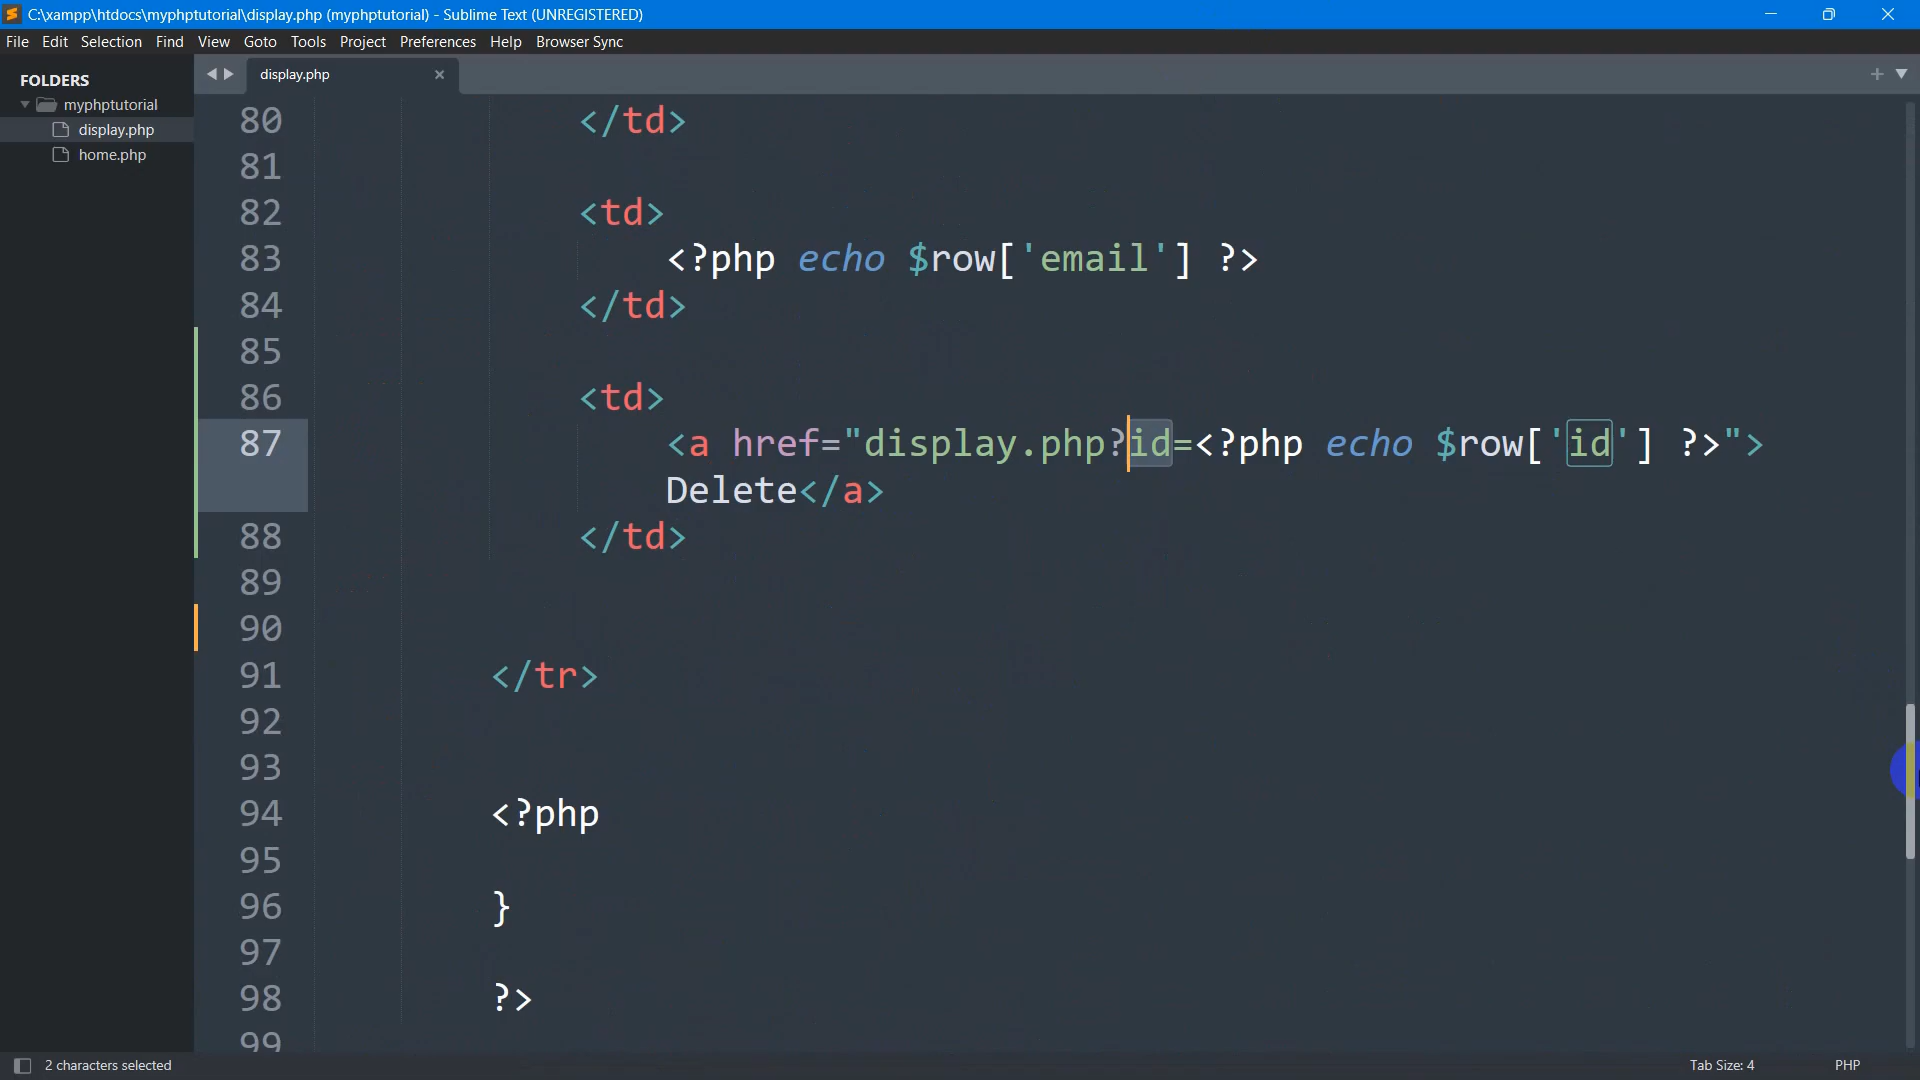 C:\xampp\htdocs\myphptutorial\display.php (myphptutorial) - Sublime Text (UNREGISTERED)
File Edit Selection Find View Goto Tools Project Preferences Help Browser Sync
FOLDERS
myphptutorial
display.php
home.php
display.php
80 </td>
81
82 <td>
83 <?php echo $row['email'] ?>
84 </td>
85
86 <td>
87 <a href="display.php?id=<?php echo $row['id'] ?>">
Delete</a>
88 </td>
89
90
91 </tr>
92
93
94 <?php
95
96 }
97
98 ?>
99
2 characters selected
Tab Size: 4
PHP